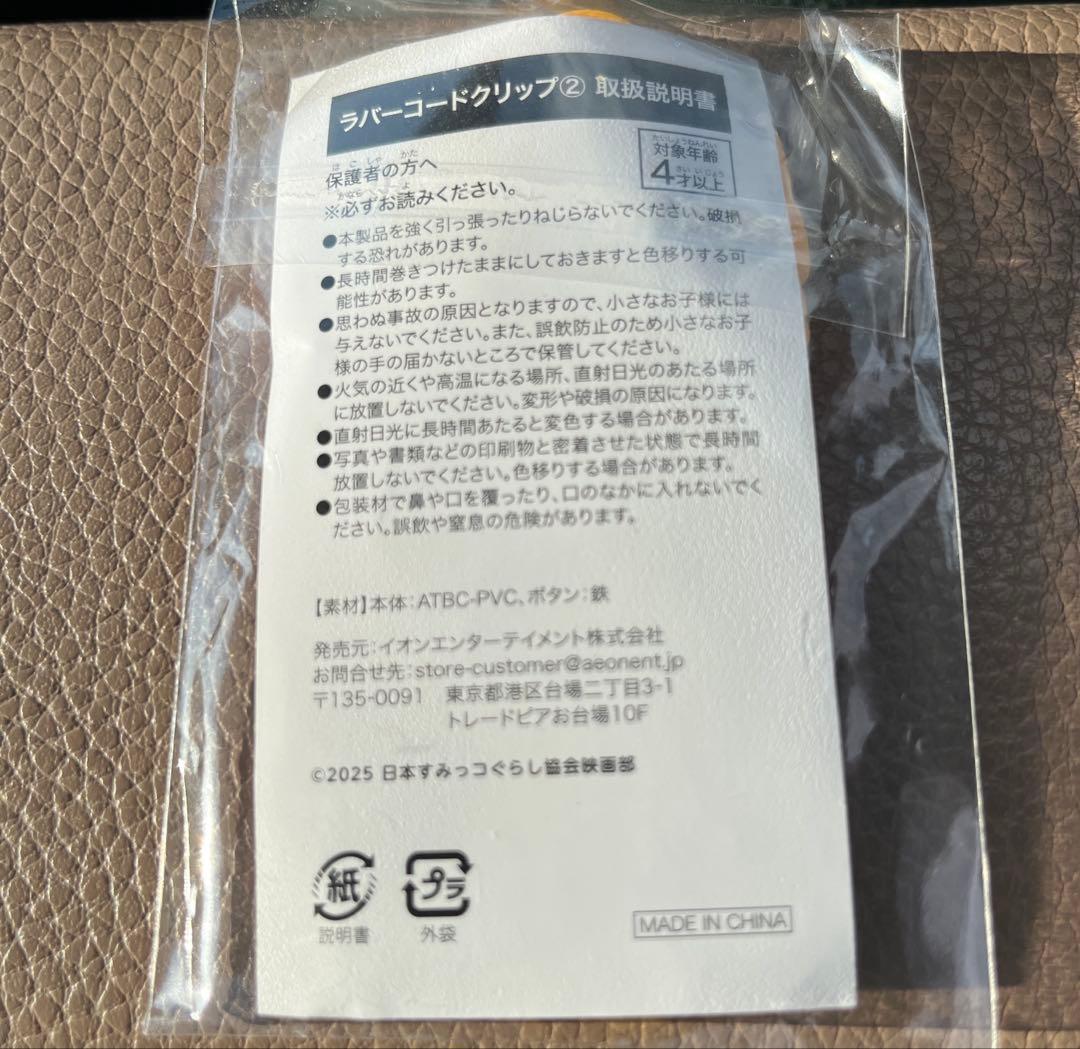 ラバーコードクリップ② 取扱説明書
ほごしゃ かた
保護者の方へ
かなら よ
※必ずお読みください。
たいしょうねんれい
対象年齢
さい いじょう
4才以上
●本製品を強く引っ張ったりねじらないでください。破損
する恐れがあります。
●長時間巻きつけたままにしておきますと色移りする可
能性があります。
●思わぬ事故の原因となりますので、小さなお子様には
与えないでください。また、誤飲防止のため小さなお子
様の手の届かないところで保管してください。
●火気の近くや高温になる場所、直射日光のあたる場所
に放置しないでください。変形や破損の原因になります。
●直射日光に長時間あたると変色する場合があります。
●写真や書類などの印刷物と密着させた状態で長時間
放置しないでください。色移りする場合があります。
●包装材で鼻や口を覆ったり、口のなかに入れないでく
ださい。誤飲や窒息の危険があります。
【素材】本体:ATBC-PVC、ボタン:鉄
発売元:イオンエンターテイメント株式会社
お問合せ先:store-customer@aeonent.jp
〒135-0091 東京都港区台場二丁目3-1
トレードピアお台場10F
©2025 日本すみっコぐらし協会映画部
紙
説明書
プラ
外袋
MADE IN CHINA